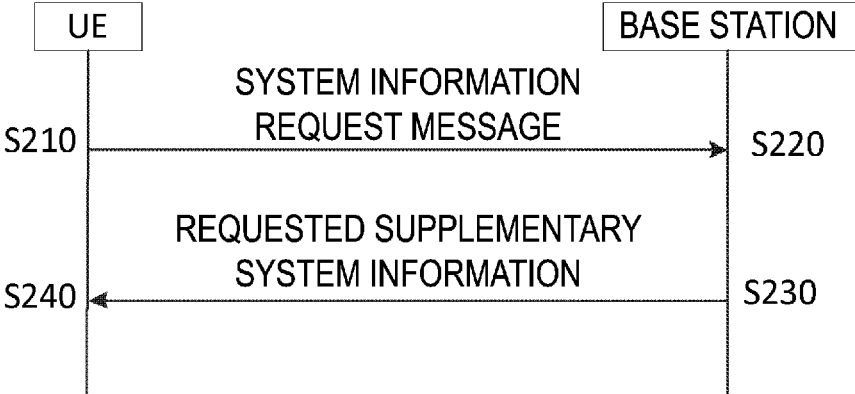 UE
BASE STATION
SYSTEM INFORMATION
REQUEST MESSAGE
S210
S220
REQUESTED SUPPLEMENTARY
SYSTEM INFORMATION
S240
S230